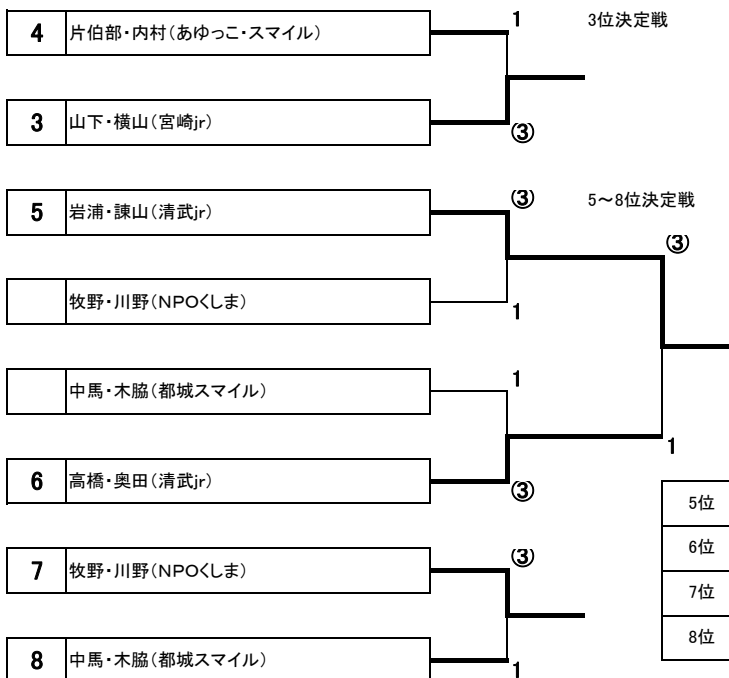 4 片伯部・内村(あゆっこ・スマイル) 1 3位決定戦
3 山下・横山(宮崎jr) ③
5 岩浦・諌山(清武jr) ③ 5~8位決定戦
③
牧野・川野(NPOくしま) 1
中馬・木脇(都城スマイル) 1
1
6 高橋・奥田(清武jr) ③
5位
6位
7 牧野・川野(NPOくしま) ③
7位
8位
8 中馬・木脇(都城スマイル) 1